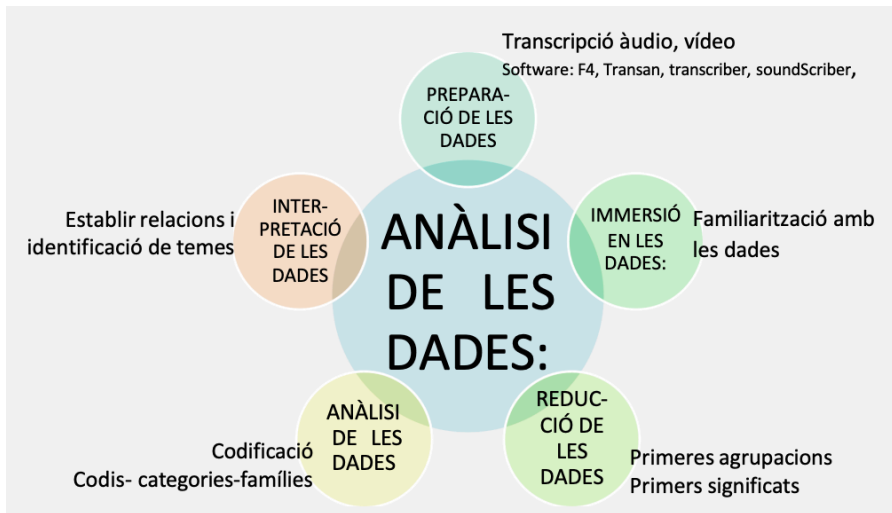 Transcripció àudio, vídeo
Software: F4, Transan, transcriber, soundScriber,
PREPARA-
CIÓ DE LES
DADES
ANÀLISI
DE LES
DADES:
IMMERSIÓ
EN LES
DADES:
Familiarització amb
les dades
REDUC-
CIÓ DE
LES
DADES
Primeres agrupacions
Primers significats
ANÀLISI
DE LES
DADES
Codificació
Codis- categories-famílies
INTER-
PRETACIÓ
DE LES
DADES
Establir relacions i
identificació de temes